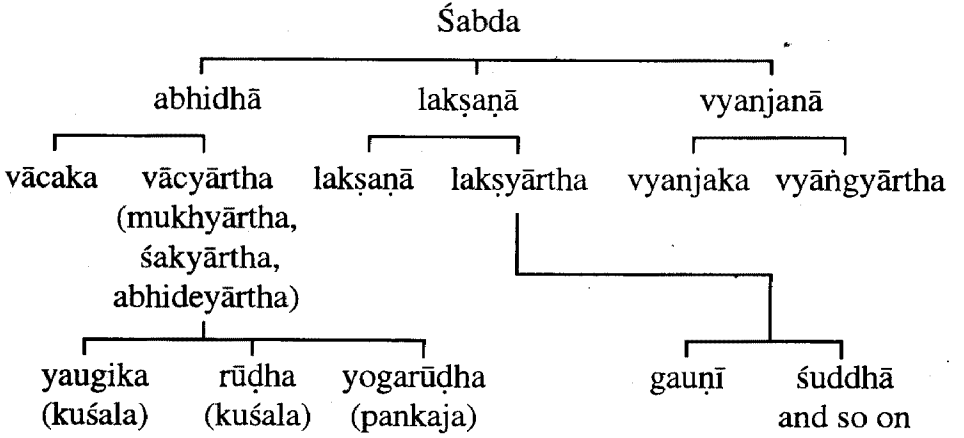 Śabda
abhidhā lakṣaṇā vyanjanā
vācaka vācyārtha lakṣaṇā lakṣyārtha vyanjaka vyāṅgyārtha
(mukhyārtha,
śakyārtha,
abhideyārtha)
yaugika rūḍha yogarūḍha gauṇī śuddhā
(kuśala) (kuśala) (pankaja) and so on